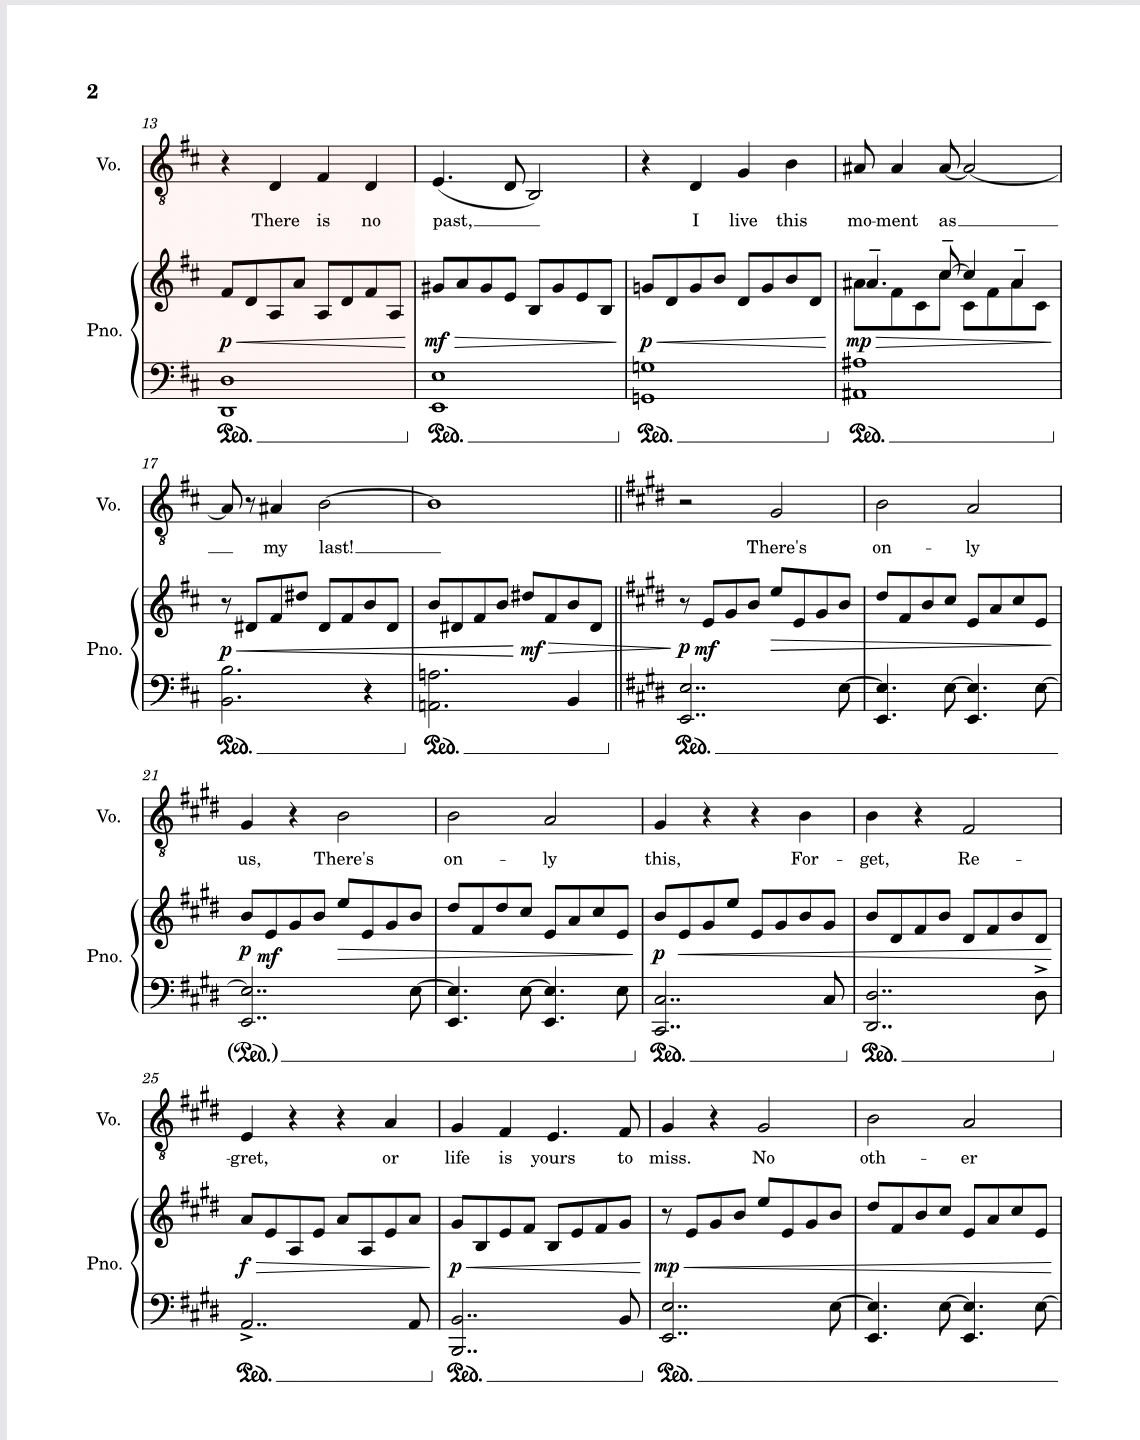 2
13
Vo.
There is no past, I live this mo-ment as
Pno.
p mf p mp
Ped. Ped. Ped. Ped.
17
Vo.
my last! There's on - ly
Pno.
p mf p mf
Ped. Ped. Ped.
21
Vo.
us, There's on - ly this, For - get, Re -
Pno.
p mf p
(Ped.) Ped. Ped.
25
Vo.
-gret, or life is yours to miss. No oth - er
Pno.
f p mp
Ped. Ped. Ped.